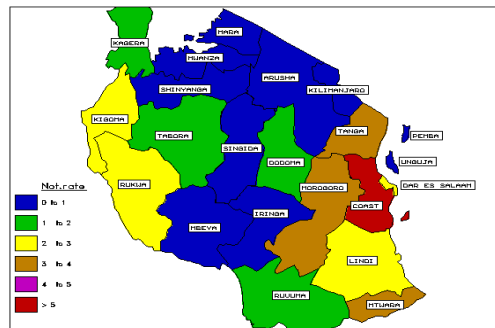 MARA
KAGERA
MWANZA
ARUSHA
SHINYANGA
KILIMANJARO
KIGOMA
TANGA
TABORA
PEMBA
SINGIDA
DODOMA
UNGUJA
RUKWA
MOROGORO
DAR ES SALAAM
Not.rate
COAST
0 to 1
IRINGA
MBEYA
1 to 2
2 to 3
LINDI
3 to 4
4 to 5
RUVUMA
> 5
MTWARA